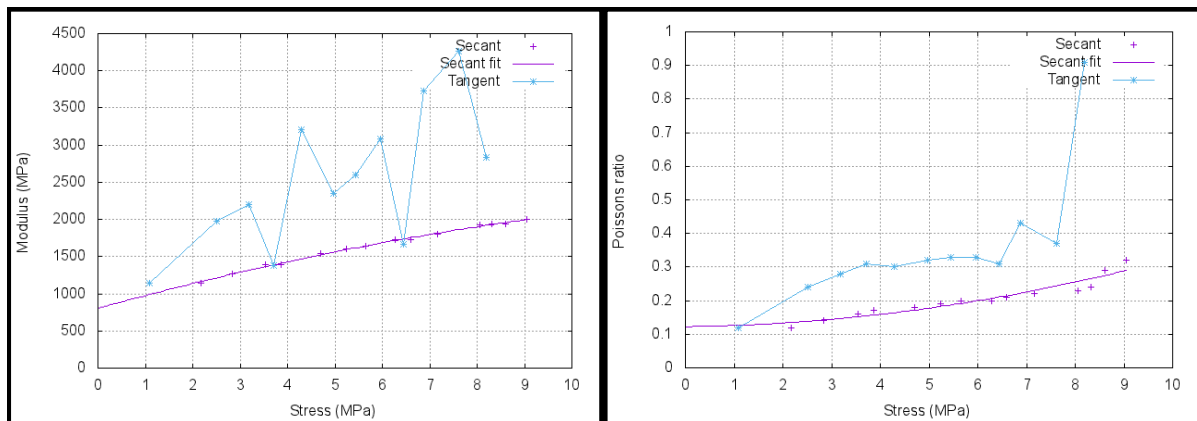 4500
4000
3500
3000
2500
2000
1500
1000
500
0
Modulus (MPa)
Secant
Secant fit
Tangent
0 1 2 3 4 5 6 7 8 9 10
Stress (MPa)
1
0.9
0.8
0.7
0.6
0.5
0.4
0.3
0.2
0.1
0
Poissons ratio
Secant
Secant fit
Tangent
0 1 2 3 4 5 6 7 8 9 10
Stress (MPa)